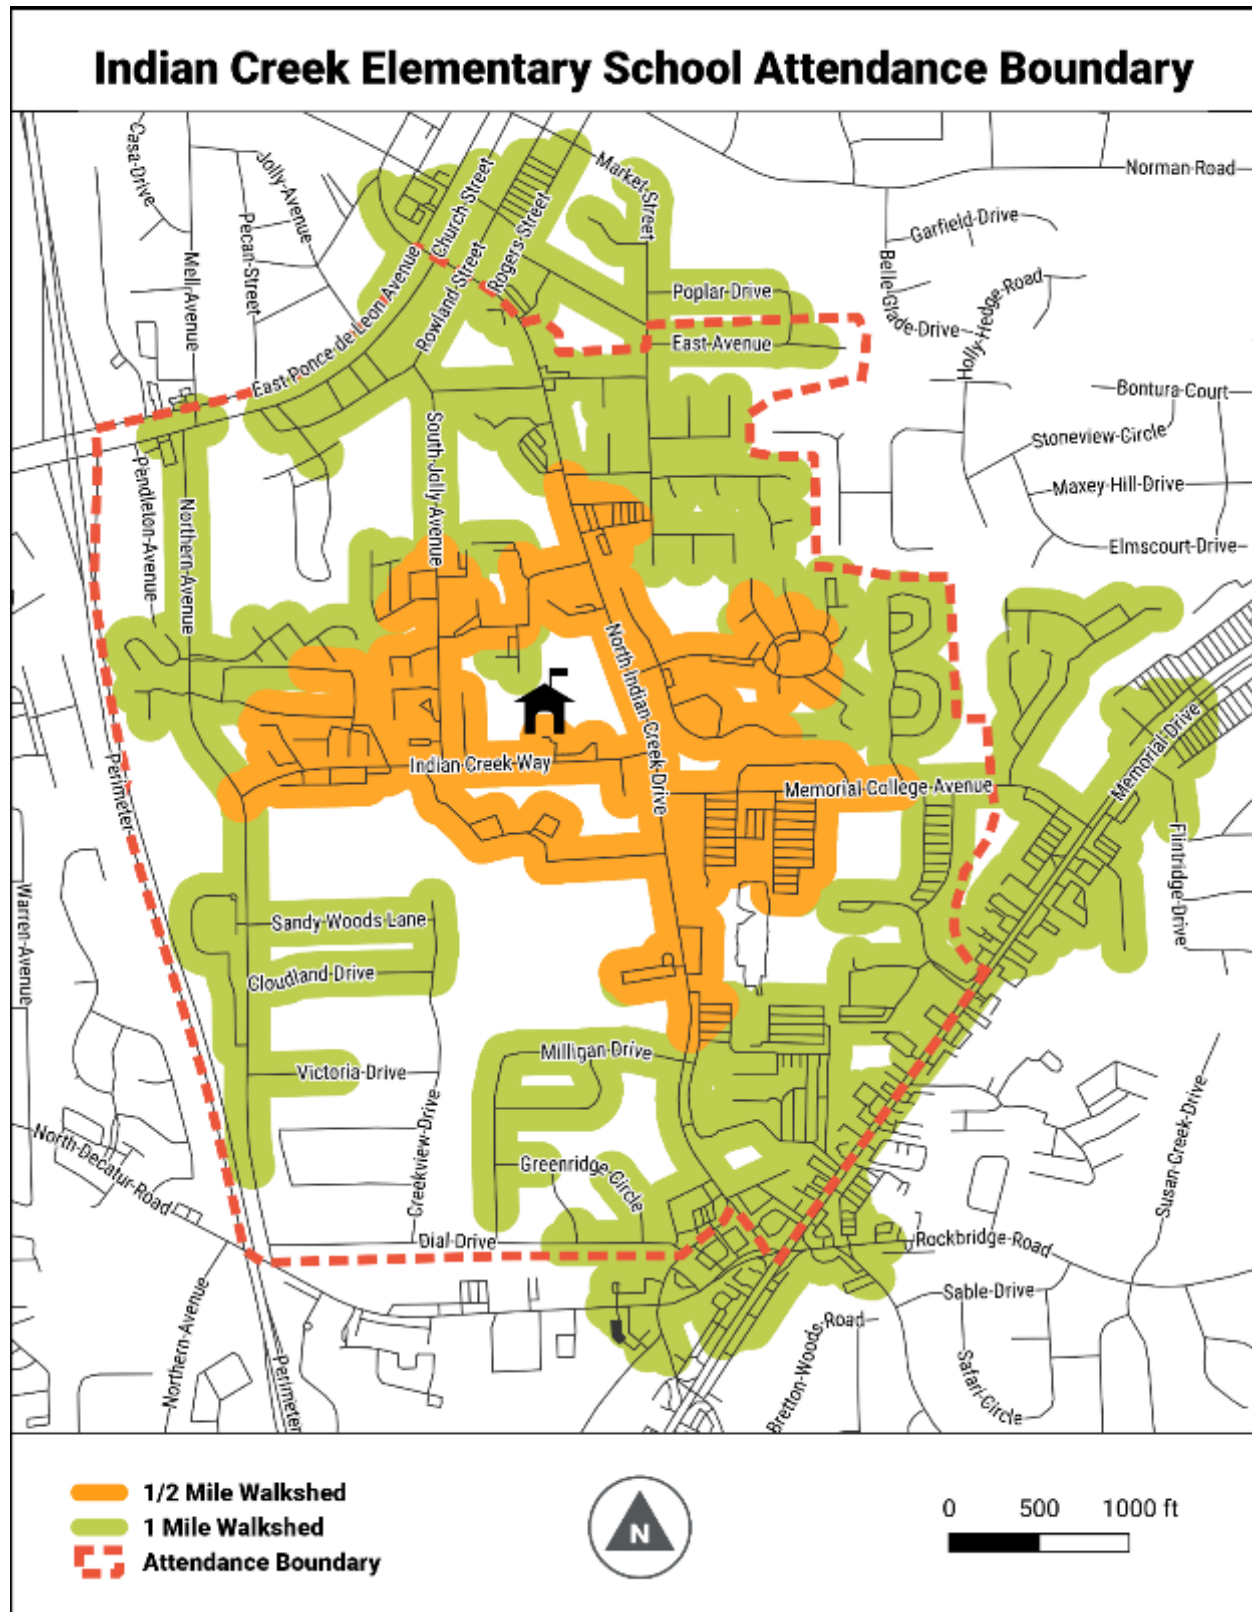 Indian Creek Elementary School Attendance Boundary
Casa Drive
Jolly Avenue
Pecan Street
Mell Avenue
Church Street
Market Street
Norman Road
Garfield Drive
Belle Glade Drive
Holly Hedge Road
Rogers Street
Rowland Street
East Ponce de Leon Avenue
Poplar Drive
East Avenue
Bontura Court
Stoneview Circle
Maxey Hill Drive
Elmscourt Drive
South Jolly Avenue
Pendleton Avenue
Northern Avenue
North Indian Creek Drive
Indian Creek Way
Memorial College Avenue
Memorial Drive
Perimeter
Flintridge Drive
Warren Avenue
Sandy Woods Lane
Cloudland Drive
Milligan Drive
Victoria Drive
Creekview Drive
Greenridge Circle
North Decatur Road
Susan Creek Drive
Dial Drive
Rockbridge Road
Sable Drive
Northern Avenue
Perimeter
Bretton Woods Road
Safari Circle
1/2 Mile Walkshed
1 Mile Walkshed
Attendance Boundary
N
0 500 1000 ft